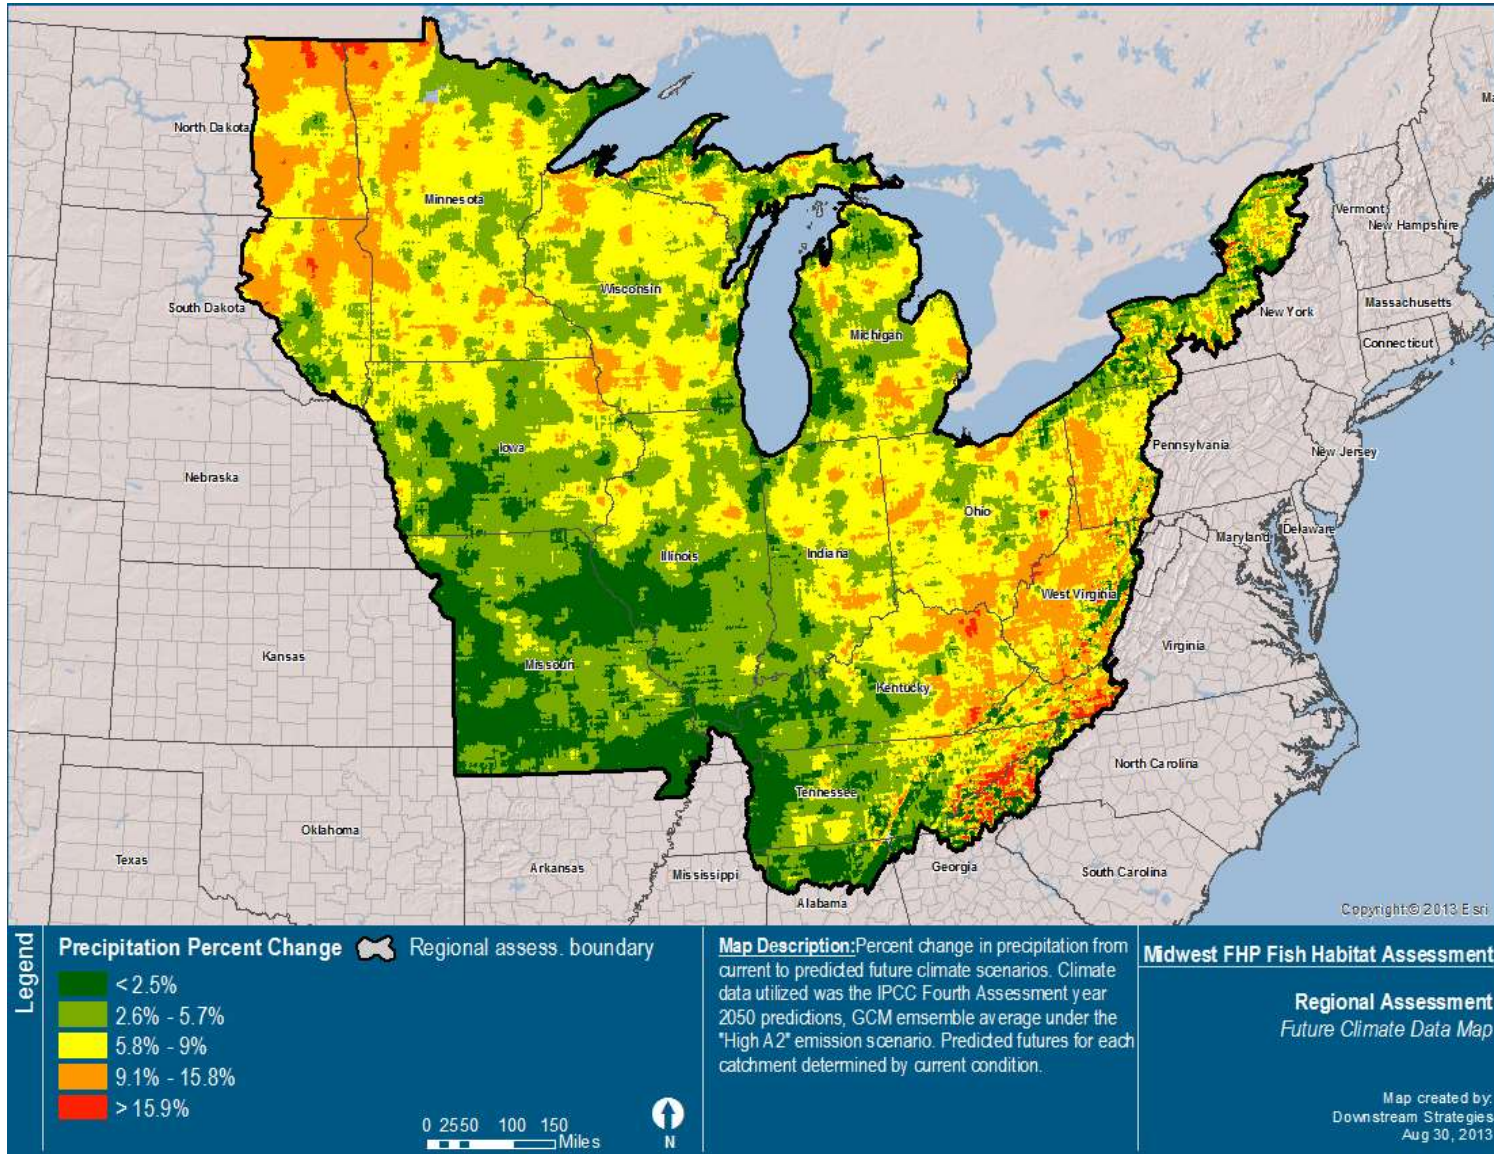 Ma
North Dakota
Minnesota
Vermont
New Hampshire
Wisconsin
South Dakota
Massachusetts
New York
Michigan
Connecticut
Iowa
Pennsylvania
New Jersey
Nebraska
Ohio
Delaware
Maryland
Illinois
Indiana
West Virginia
Virginia
Kansas
Missouri
Kentucky
North Carolina
Tennessee
Oklahoma
Texas
Arkansas
Mississippi
Georgia
South Carolina
Alabama
Copyright:© 2013 Esri
Legend
Precipitation Percent Change
Regional assess. boundary
< 2.5%
2.6% - 5.7%
5.8% - 9%
9.1% - 15.8%
> 15.9%
0 2550 100 150
Miles
N
Map Description:Percent change in precipitation from
current to predicted future climate scenarios. Climate
data utilized was the IPCC Fourth Assessment year
2050 predictions, GCM emsemble average under the
"High A2" emission scenario. Predicted futures for each
catchment determined by current condition.
Midwest FHP Fish Habitat Assessment
Regional Assessment
Future Climate Data Map
Map created by:
Downstream Strategies
Aug 30, 2013